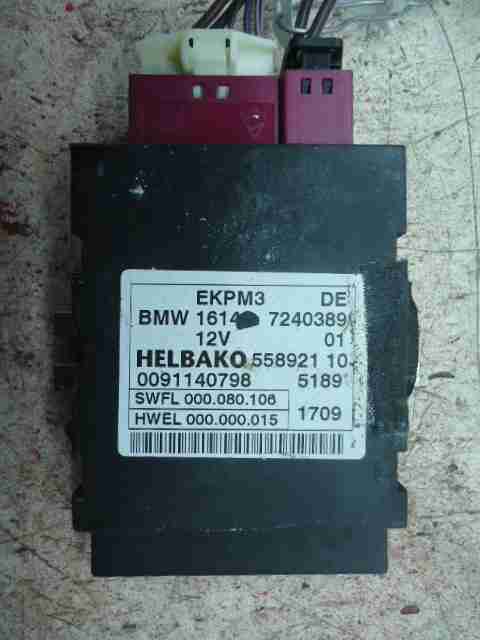 EKPM3 DE
BMW 1614 7240389
12V 01
HELBAKO 558921 10
0091140798 5189
SWFL 000.080.106
HWEL 000.000.015 1709